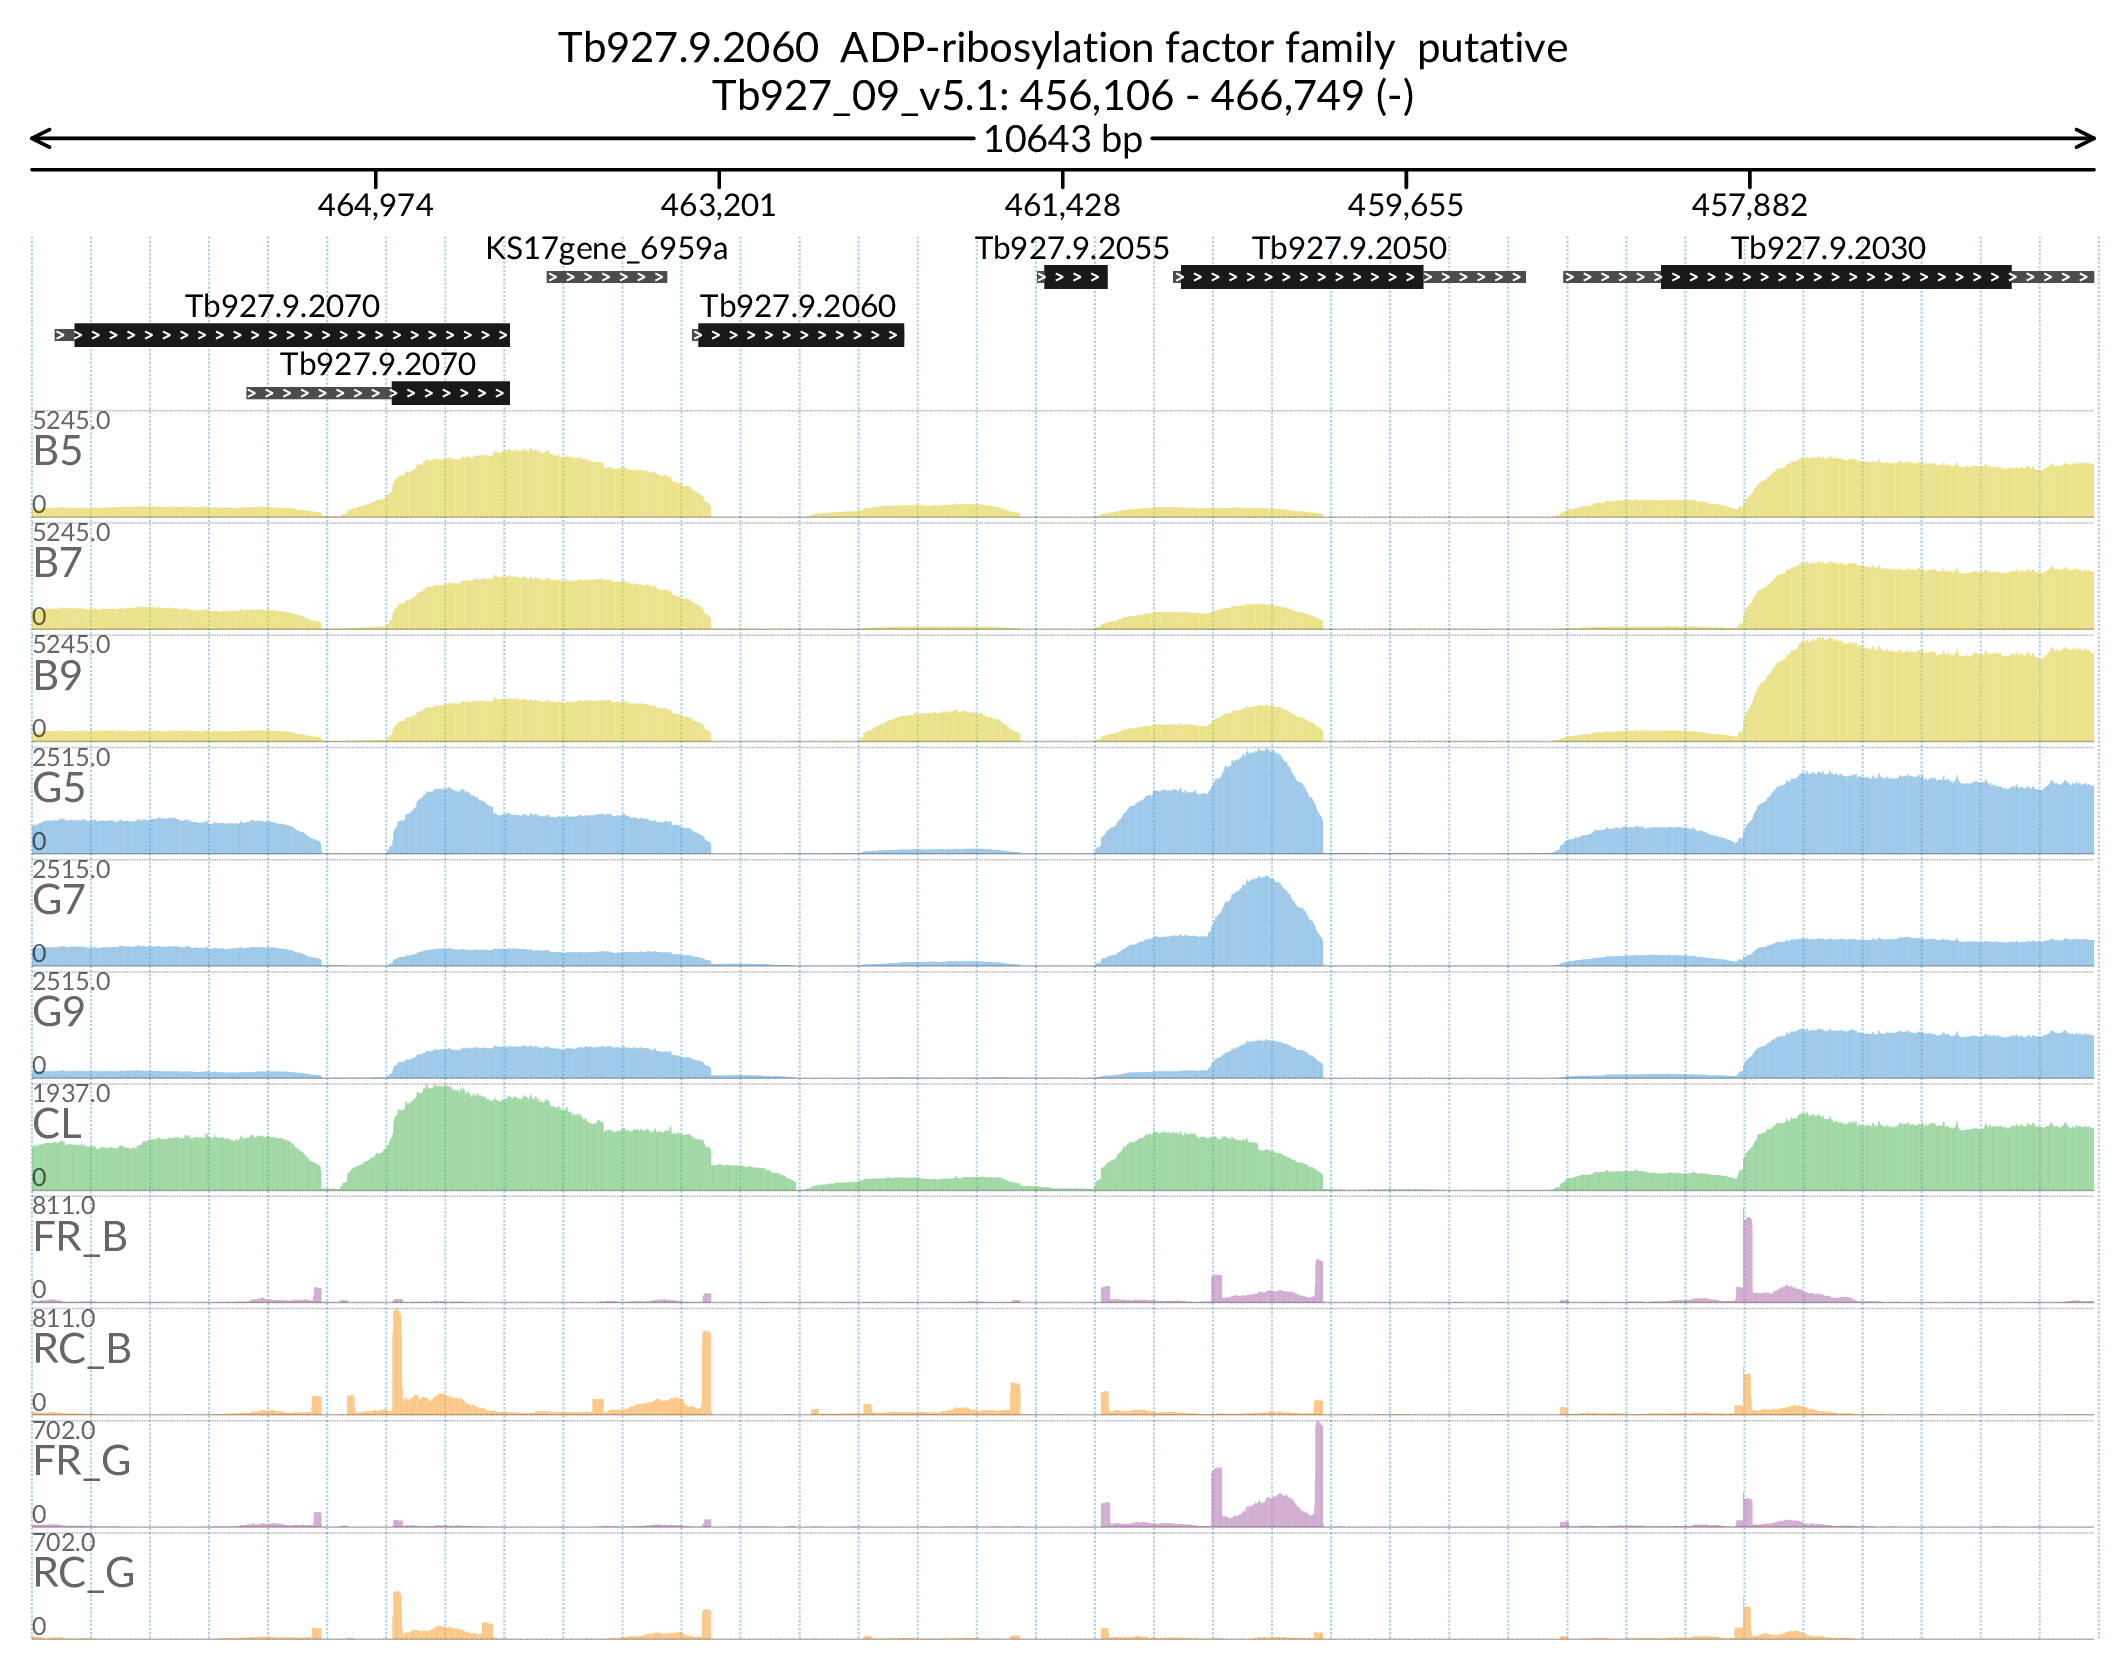 Tb927.9.2060  ADP-ribosylation factor family  putative
Tb927_09_v5.1: 456,106 - 466,749 (-)
10643 bp
464,974 463,201 461,428 459,655 457,882
KS17gene_6959a Tb927.9.2055 Tb927.9.2050 Tb927.9.2030
Tb927.9.2070 Tb927.9.2060
Tb927.9.2070
5245.0
B5
0
5245.0
B7
0
5245.0
B9
0
2515.0
G5
0
2515.0
G7
0
2515.0
G9
0
1937.0
CL
0
811.0
FR_B
0
811.0
RC_B
0
702.0
FR_G
0
702.0
RC_G
0